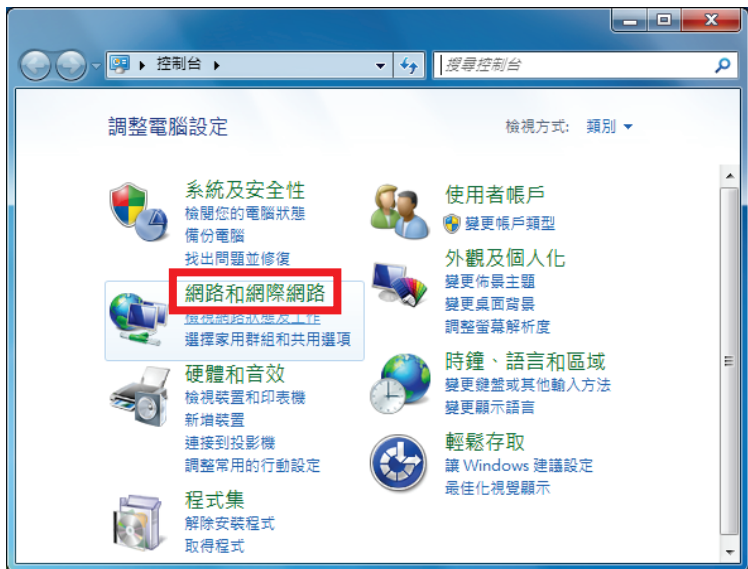 控制台
搜尋控制台
調整電腦設定
檢視方式: 類別
系統及安全性
檢閱您的電腦狀態
備份電腦
找出問題並修復
網路和網際網路
檢視網路狀態及工作
選擇家用群組和共用選項
硬體和音效
檢視裝置和印表機
新增裝置
連接到投影機
調整常用的行動設定
程式集
解除安裝程式
取得程式
使用者帳戶
變更帳戶類型
外觀及個人化
變更佈景主題
變更桌面背景
調整螢幕解析度
時鐘、語言和區域
變更鍵盤或其他輸入方法
變更顯示語言
輕鬆存取
讓 Windows 建議設定
最佳化視覺顯示